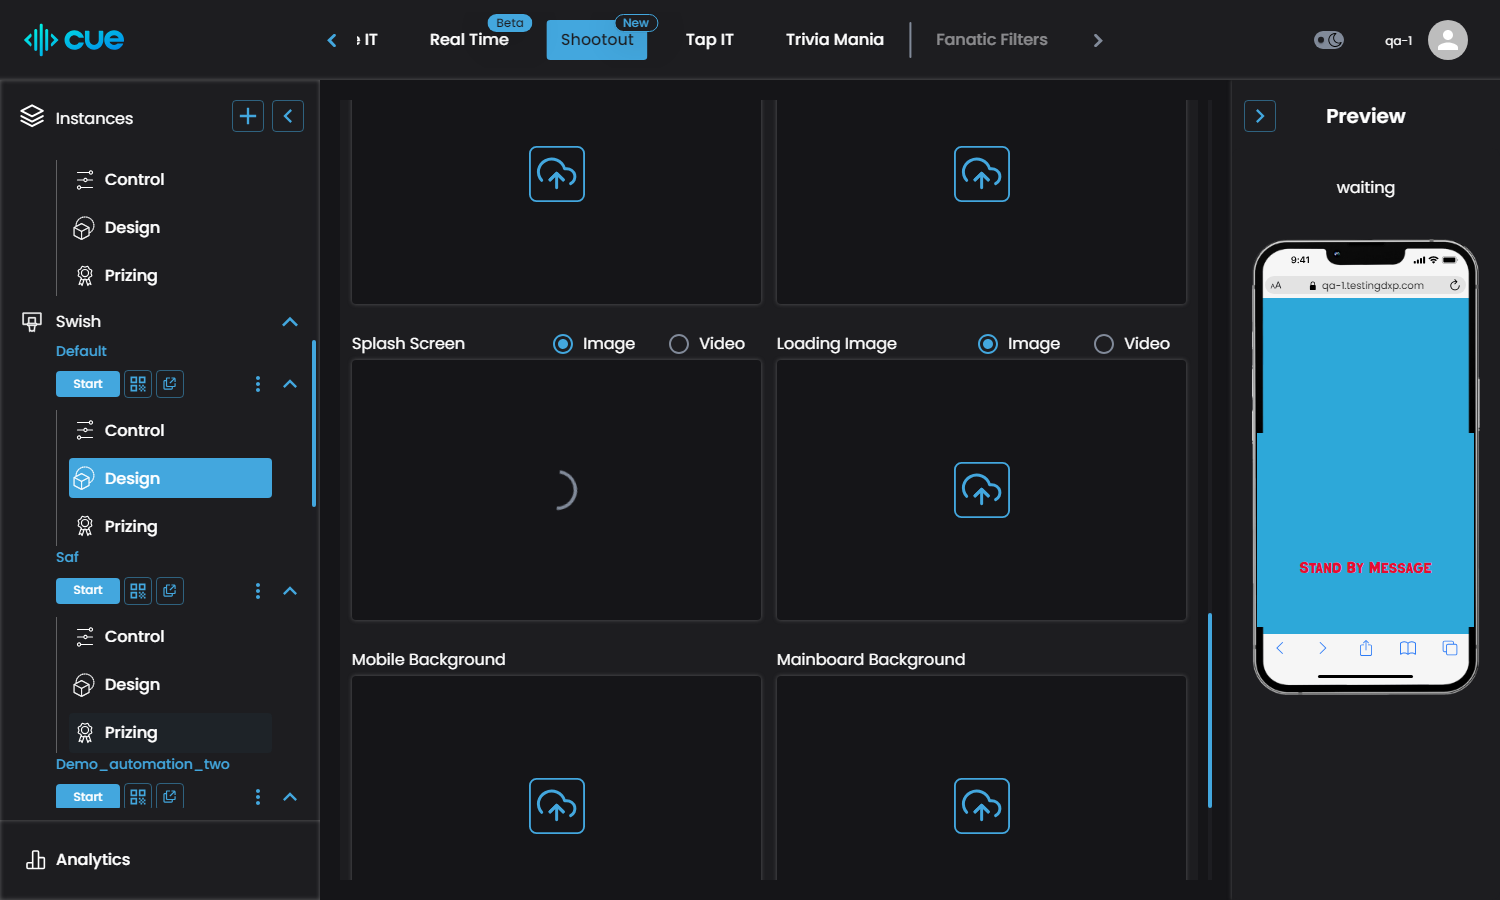 cue
e IT
Real Time
Beta
Shootout
New
Tap IT
Trivia Mania
Fanatic Filters
qa-1
Instances
Control
Design
Prizing
Swish
Default
Start
Control
Design
Prizing
Saf
Start
Control
Design
Prizing
Demo_automation_two
Start
Analytics
Splash Screen
Image
Video
Loading Image
Image
Video
Mobile Background
Mainboard Background
Preview
waiting
9:41
AA
qa-1.testingdxp.com
Stand By Message